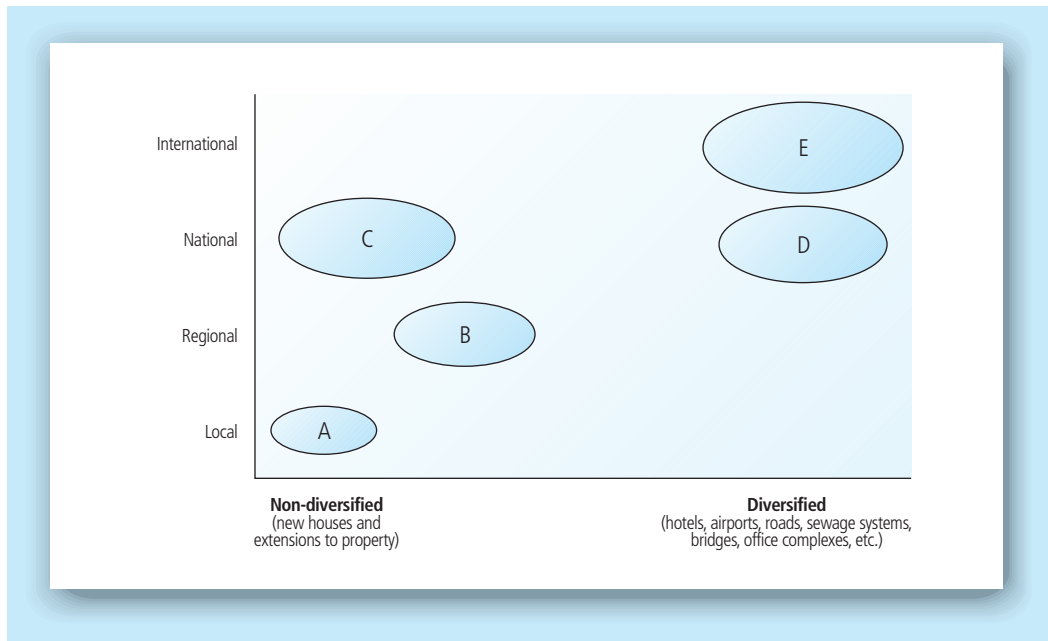 International
E
National
C
D
Regional
B
Local
A
Non-diversified
(new houses and
extensions to property)
Diversified
(hotels, airports, roads, sewage systems,
bridges, office complexes, etc.)